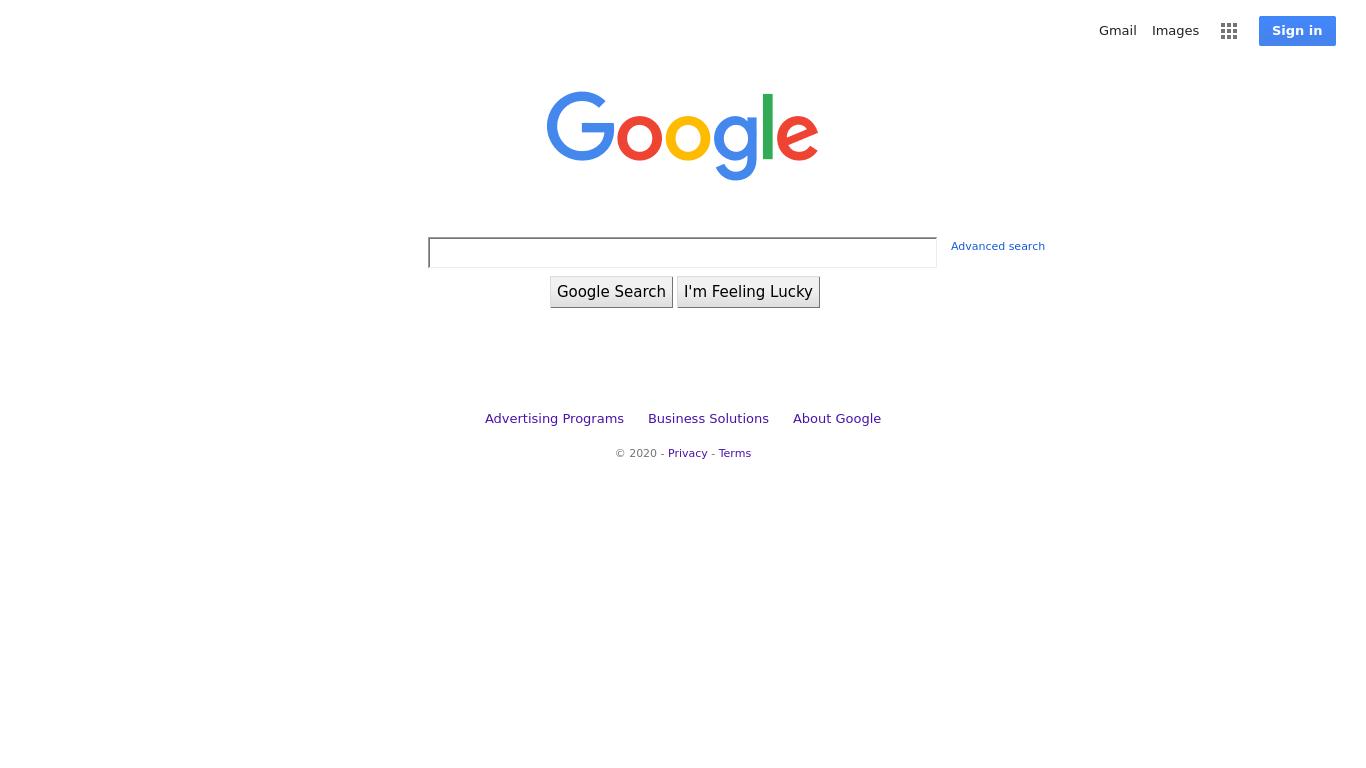 Gmail Images Sign in
Google
Advanced search
Google Search I'm Feeling Lucky
Advertising Programs Business Solutions About Google
© 2020 - Privacy - Terms